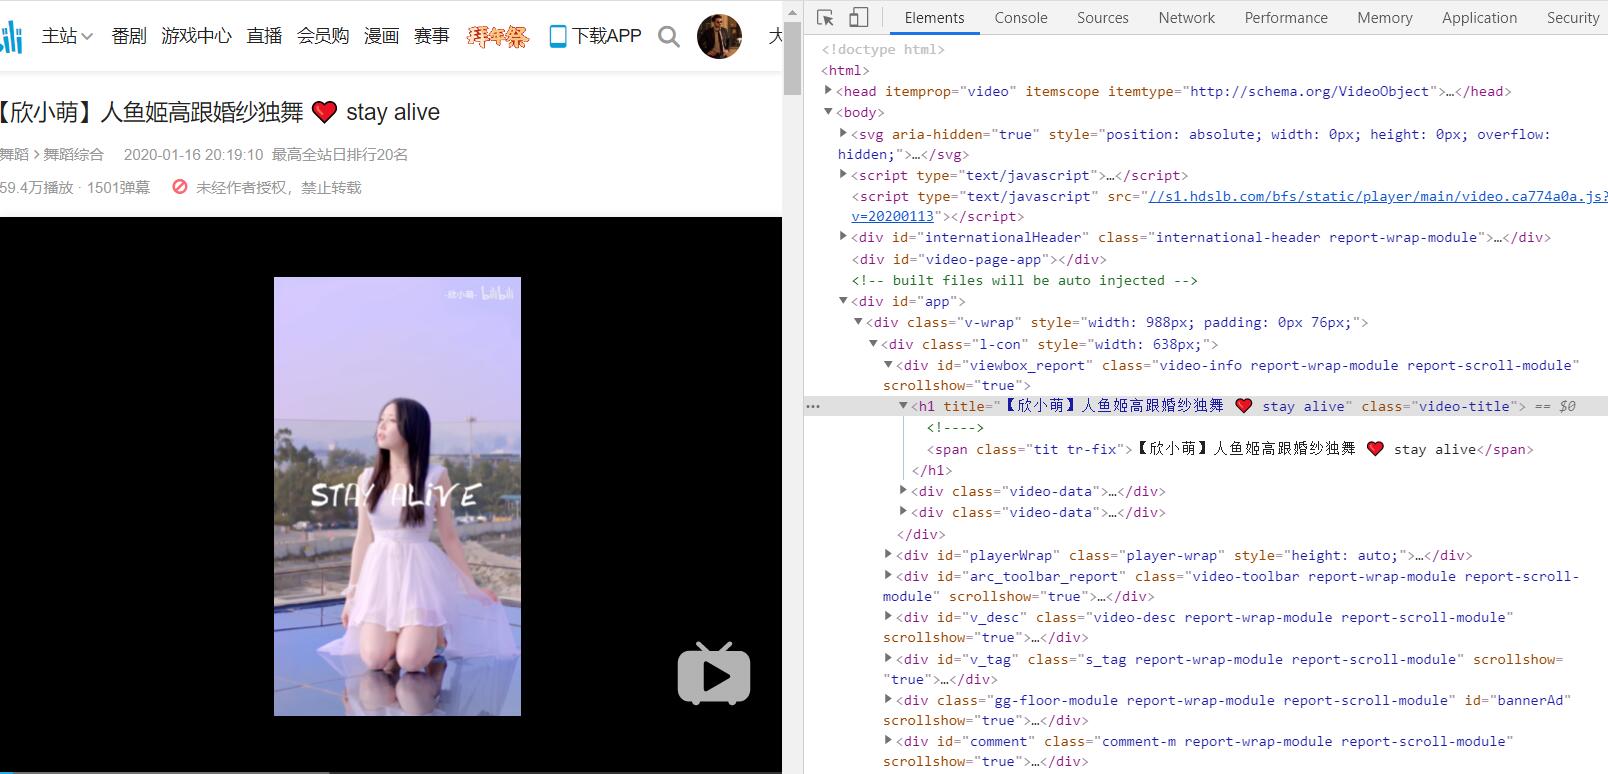 主站 番剧 游戏中心 直播 会员购 漫画 赛事 拜年祭 下载APP 大
【欣小萌】人鱼姬高跟婚纱独舞 ❤ stay alive
舞蹈 > 舞蹈综合 2020-01-16 20:19:10 最高全站日排行20名
59.4万播放 · 1501弹幕 未经作者授权，禁止转载
-欣小萌- bilibili
STAY ALIVE
Elements Console Sources Network Performance Memory Application Security
<!doctype html>
<html>
<head itemprop="video" itemscope itemtype="http://schema.org/VideoObject">…</head>
<body>
<svg aria-hidden="true" style="position: absolute; width: 0px; height: 0px; overflow:
hidden;">…</svg>
<script type="text/javascript">…</script>
<script type="text/javascript" src="//s1.hdslb.com/bfs/static/player/main/video.ca774a0a.js?
v=20200113"></script>
<div id="internationalHeader" class="international-header report-wrap-module">…</div>
<div id="video-page-app"></div>
<!-- built files will be auto injected -->
<div id="app">
<div class="v-wrap" style="width: 988px; padding: 0px 76px;">
<div class="l-con" style="width: 638px;">
<div id="viewbox_report" class="video-info report-wrap-module report-scroll-module"
scrollshow="true">
<h1 title="【欣小萌】人鱼姬高跟婚纱独舞 ❤ stay alive" class="video-title"> == $0
<!---->
<span class="tit tr-fix">【欣小萌】人鱼姬高跟婚纱独舞 ❤ stay alive</span>
</h1>
<div class="video-data">…</div>
<div class="video-data">…</div>
</div>
<div id="playerWrap" class="player-wrap" style="height: auto;">…</div>
<div id="arc_toolbar_report" class="video-toolbar report-wrap-module report-scroll-
module" scrollshow="true">…</div>
<div id="v_desc" class="video-desc report-wrap-module report-scroll-module"
scrollshow="true">…</div>
<div id="v_tag" class="s_tag report-wrap-module report-scroll-module" scrollshow=
"true">…</div>
<div class="gg-floor-module report-wrap-module report-scroll-module" id="bannerAd"
scrollshow="true">…</div>
<div id="comment" class="comment-m report-wrap-module report-scroll-module"
scrollshow="true">…</div>